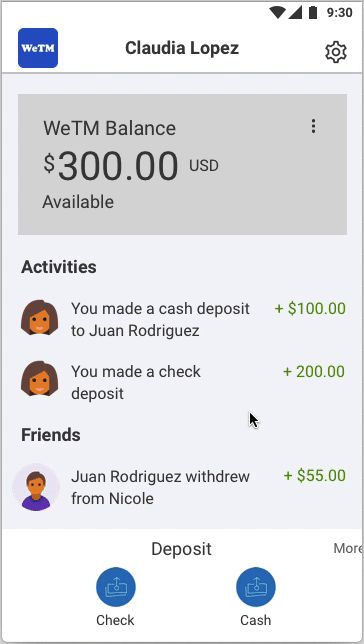 9:30
WeTM
Claudia Lopez
WeTM Balance
$300.00 USD
Available
Activities
You made a cash deposit + $100.00
to Juan Rodriguez
You made a check + 200.00
deposit
Friends
Juan Rodriguez withdrew + $55.00
from Nicole
Deposit
More
Check
Cash